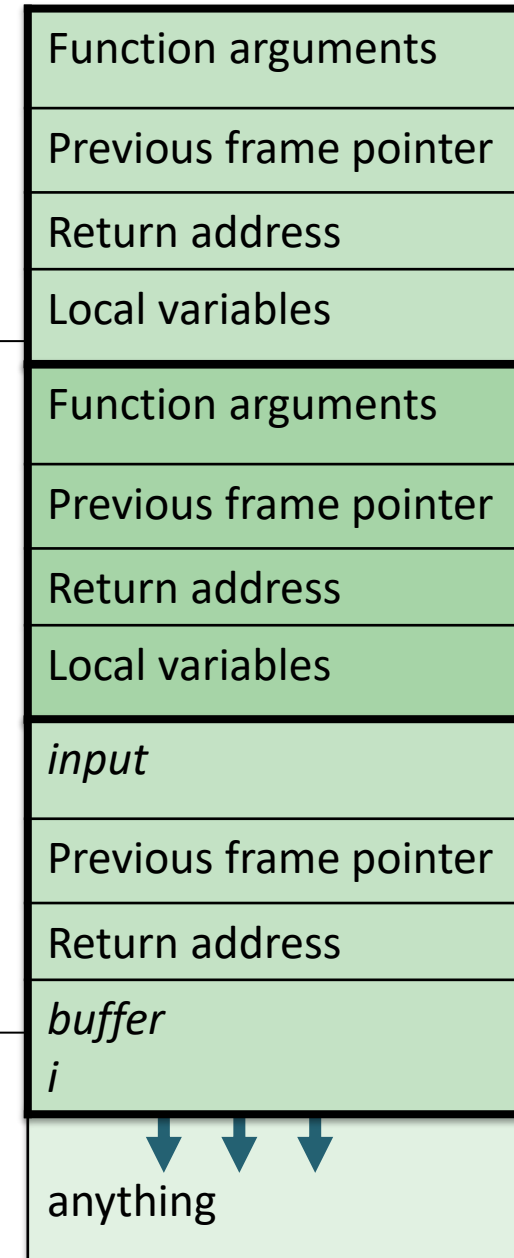 Function arguments
Previous frame pointer
Return address
Local variables
Function arguments
Previous frame pointer
Return address
Local variables
input
Previous frame pointer
Return address
buffer
i
anything